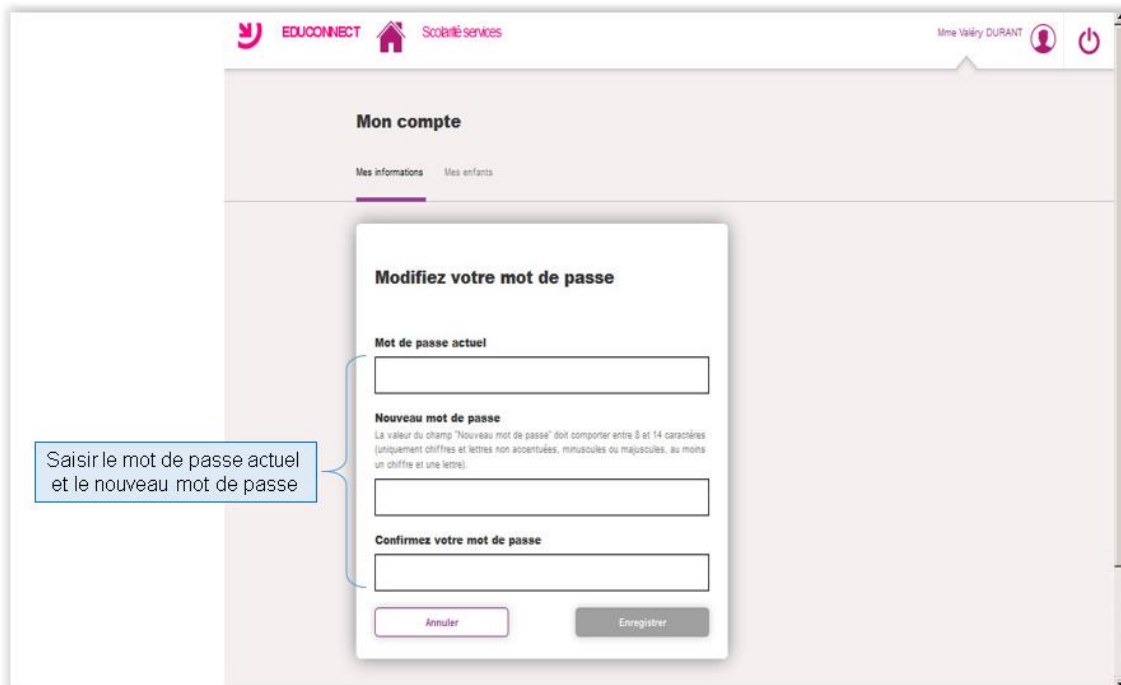 EDUCONNECT Scolarité services Mme Valéry DURANT
Mon compte
Mes informations Mes enfants
Modifiez votre mot de passe
Mot de passe actuel
Nouveau mot de passe
La valeur du champ "Nouveau mot de passe" doit comporter entre 8 et 14 caractères
(uniquement chiffres et lettres non accentuées, minuscules ou majuscules, au moins
un chiffre et une lettre).
Saisir le mot de passe actuel
et le nouveau mot de passe
Confirmez votre mot de passe
Annuler Enregistrer